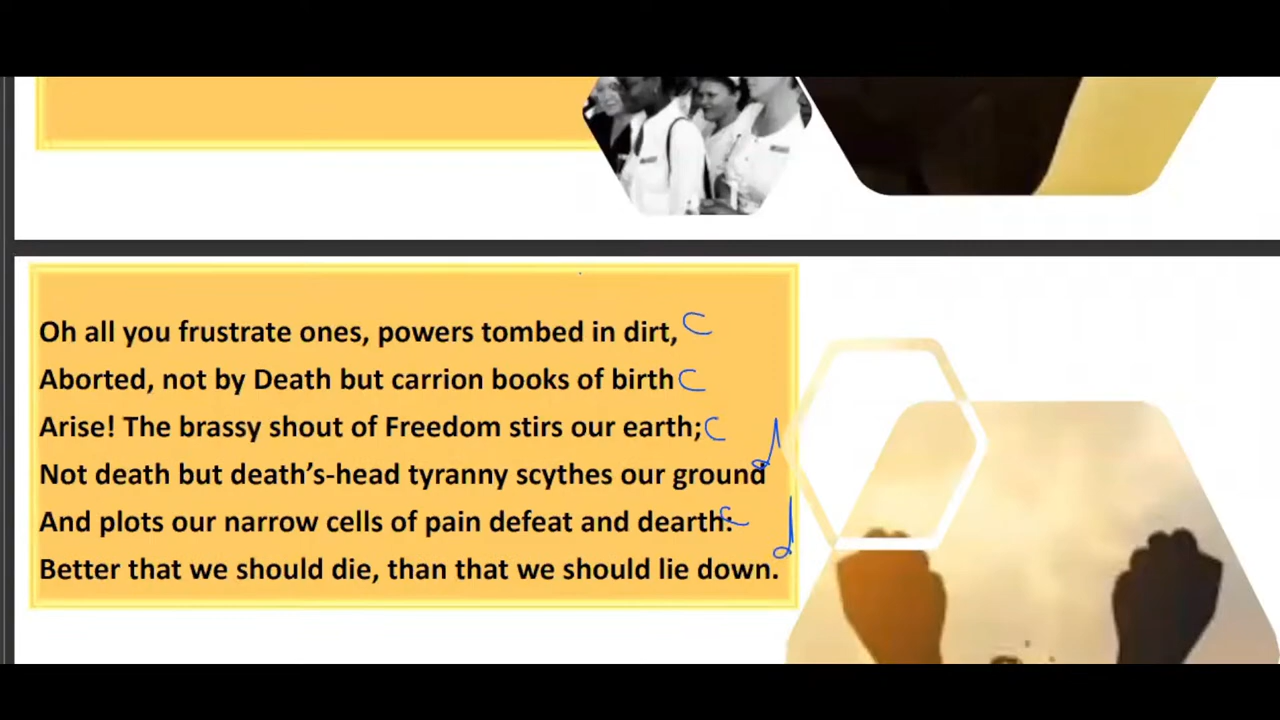 Oh all you frustrate ones, powers tombed in dirt, C
Aborted, not by Death but carrion books of birth C
Arise! The brassy shout of Freedom stirs our earth; C
Not death but death's-head tyranny scythes our ground d
And plots our narrow cells of pain defeat and dearth: C
Better that we should die, than that we should lie down. d